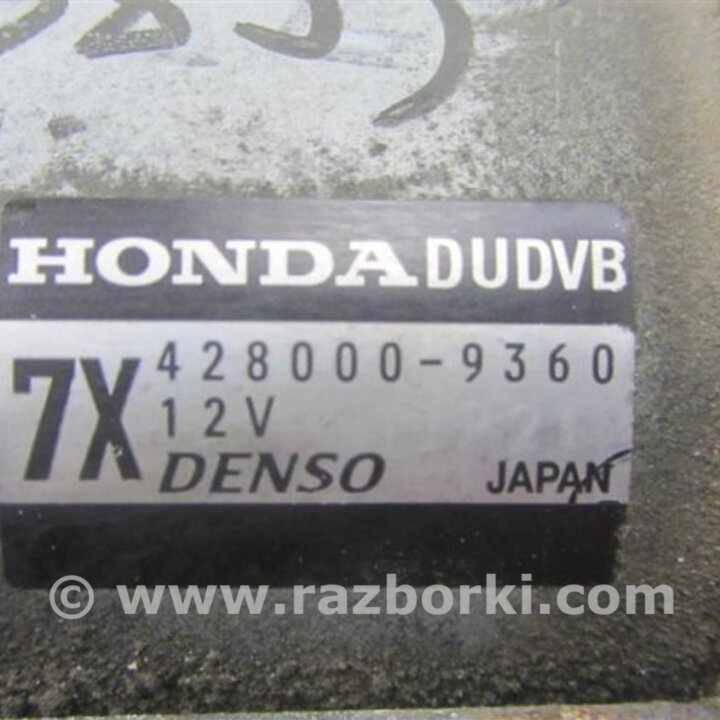 HONDA DUDVB
7X 428000-9360
12V
DENSO JAPAN
© www.razborki.com